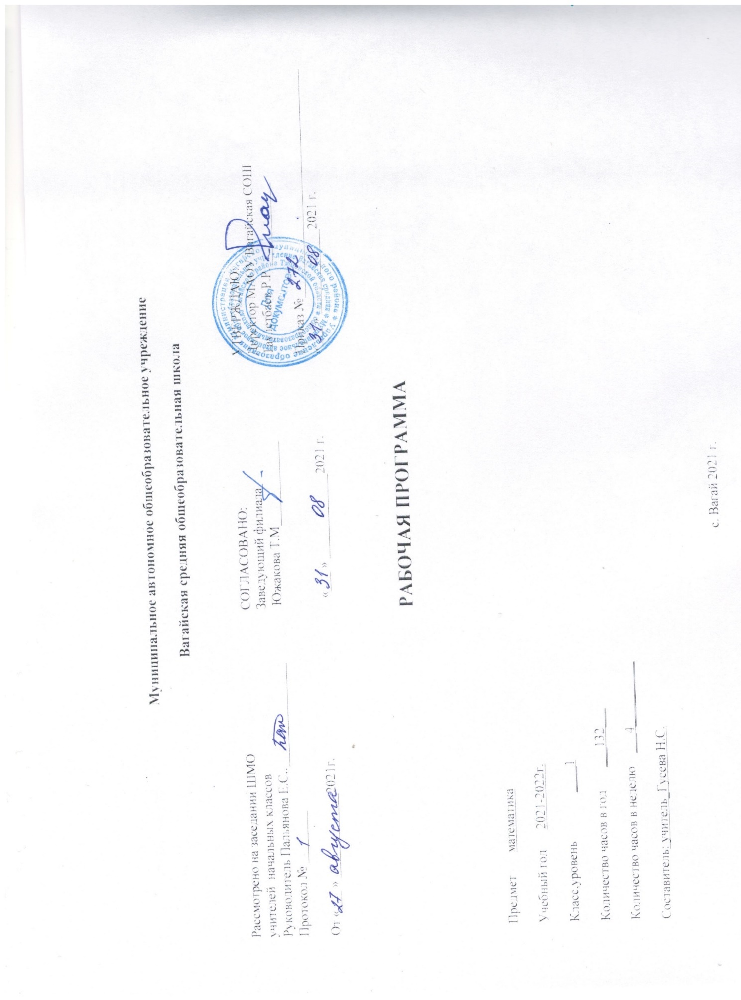 Муниципальное автономное общеобразовательное учреждение
Вагайская средняя общеобразовательная школа
Рассмотрено на заседании ШМО
учителей начальных классов
Руководитель Пальянова Е.С..
Протокол № 1
От «27 » августа 2021г.
СОГЛАСОВАНО:
Заведующий филиала
Южакова Т.М
«31» 08 2021 г.
УТВЕРЖДАЮ:
Директор МАОУ Вагайская СОШ
Р.Р
Приказ № 272
«31» 08 2021 г.
Для
документов
РАБОЧАЯ ПРОГРАММА
Предмет математика
Учебный год 2021-2022г.
Класс.уровень 1
Количество часов в год 132
Количество часов в неделю 4
Составитель: учитель Гусева Н.С.
с. Вагай 2021 г.